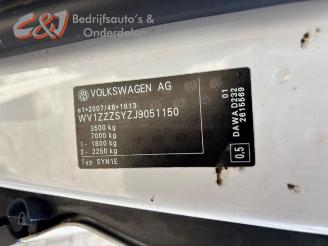 Bedrijfsauto's &
Onderdelen
VOLKSWAGEN AG
e1*2007/46*1613
WV1ZZZSYZJ9051150
3500 kg
7000 kg
1- 1800 kg
2- 2250 kg
Typ SYN1E
01
DAWA D232
2615569
0,5